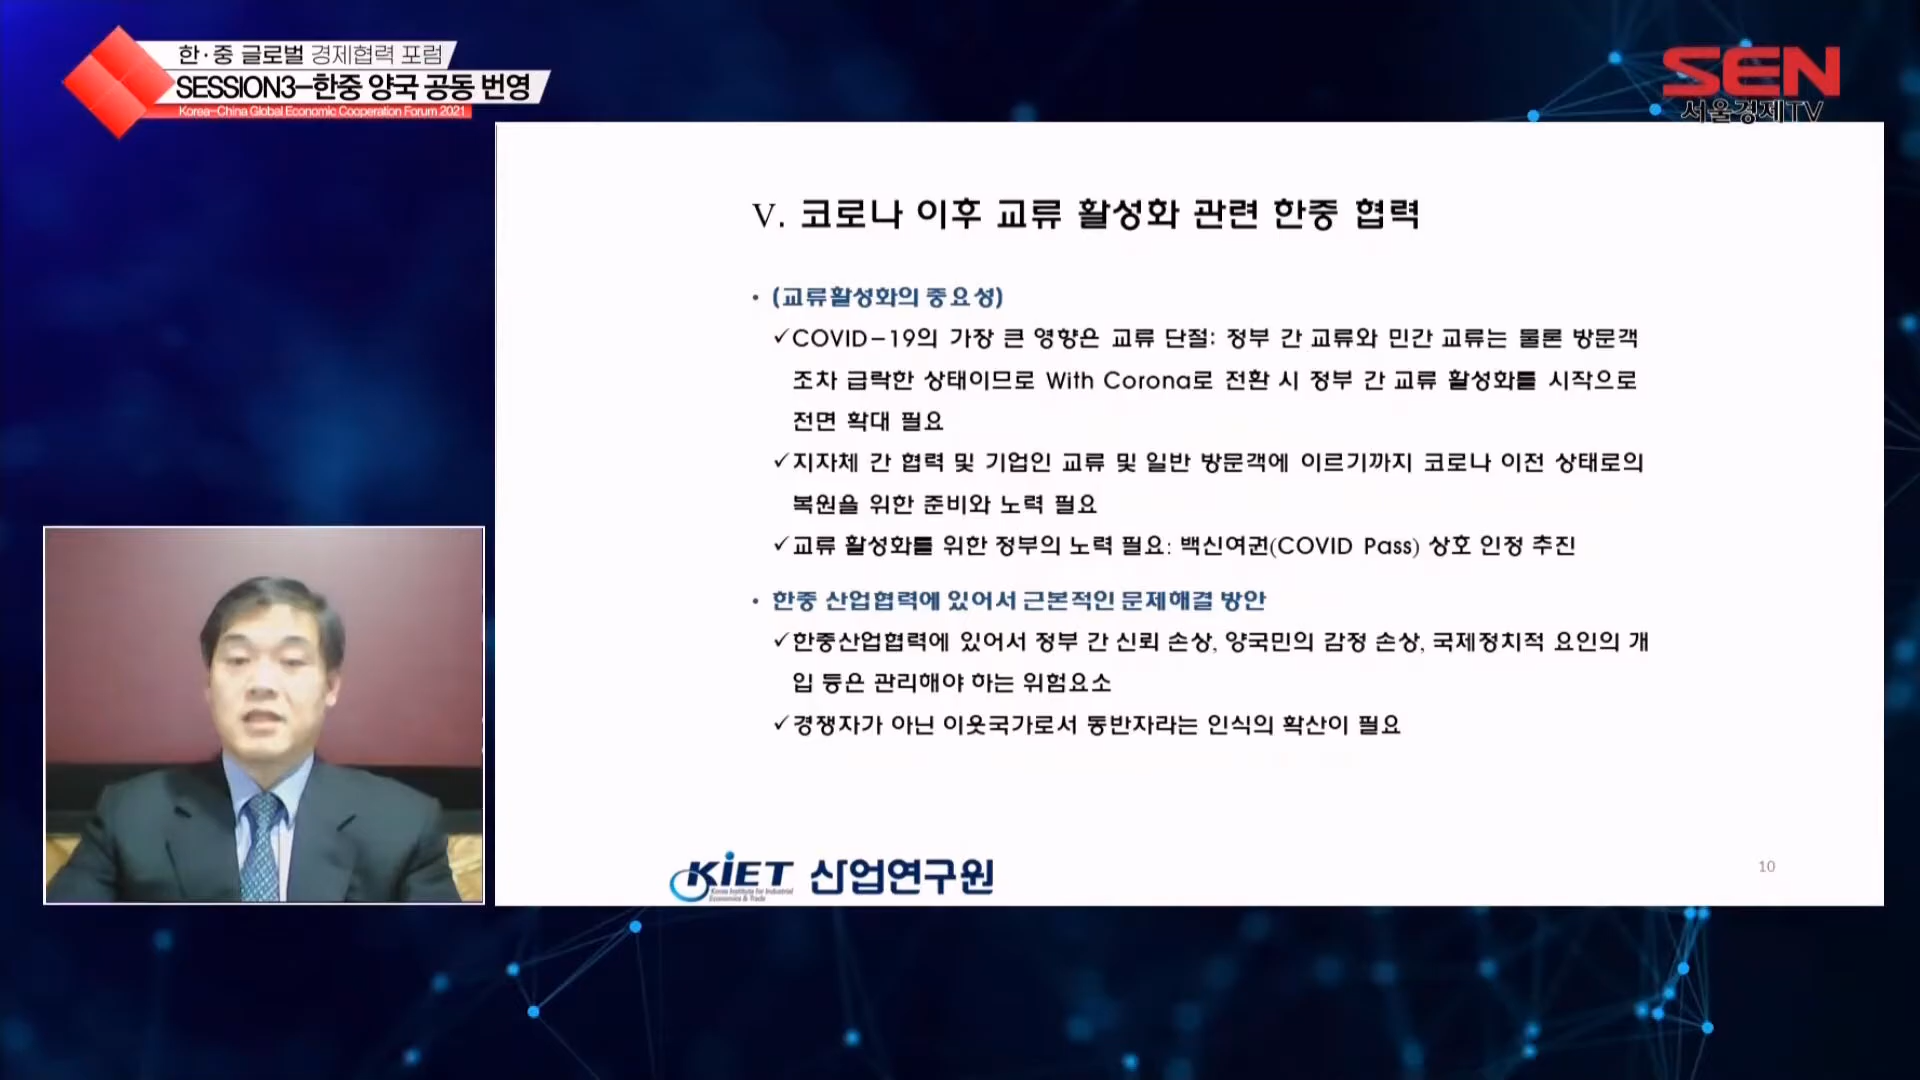 한·중 글로벌 경제협력 포럼
SESSION3-한중 양국 공동 번영
Korea-China Global Economic Cooperation Forum 2021
SEN
서울경제TV
V. 코로나 이후 교류 활성화 관련 한중 협력
• (교류활성화의 중요성)
✓COVID-19의 가장 큰 영향은 교류 단절: 정부 간 교류와 민간 교류는 물론 방문객
조차 급락한 상태이므로 With Corona로 전환 시 정부 간 교류 활성화를 시작으로
전면 확대 필요
✓지자체 간 협력 및 기업인 교류 및 일반 방문객에 이르기까지 코로나 이전 상태로의
복원을 위한 준비와 노력 필요
✓교류 활성화를 위한 정부의 노력 필요: 백신여권(COVID Pass) 상호 인정 추진
• 한중 산업협력에 있어서 근본적인 문제해결 방안
✓한중산업협력에 있어서 정부 간 신뢰 손상, 양국민의 감정 손상, 국제정치적 요인의 개
입 등은 관리해야 하는 위험요소
✓경쟁자가 아닌 이웃국가로서 동반자라는 인식의 확산이 필요
KIET 산업연구원
Korea Institute for Industrial
Economics & Trade
10